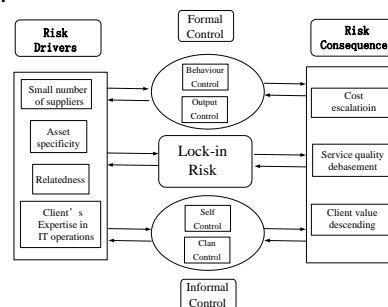 Formal
Control
Risk
Drivers
Risk
Consequence
Small number
of suppliers
Asset
specificity
Relatedness
Client's
Expertise in
IT operations
Behaviour
Control
Output
Control
Lock-in
Risk
Self
Control
Clan
Control
Informal
Control
Cost
escalatioin
Service quality
debasement
Client value
descending